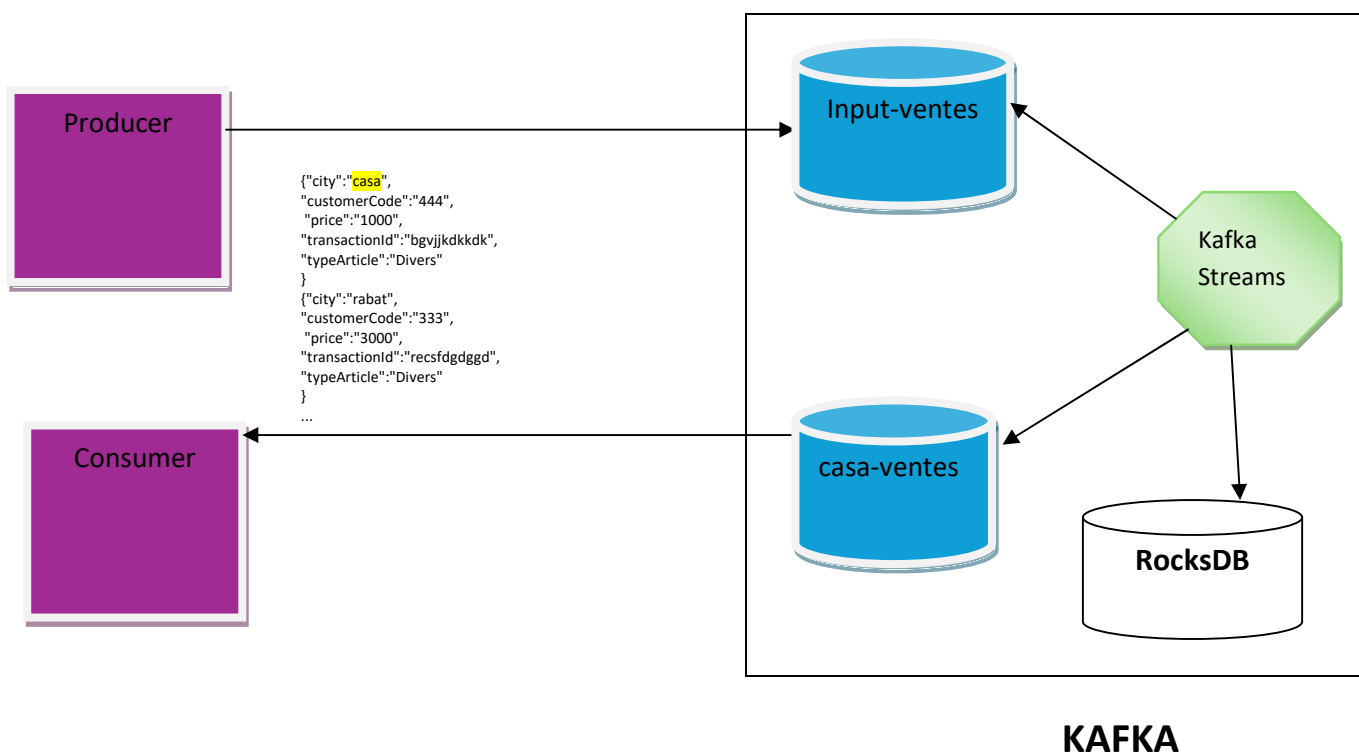 Producer
Input-ventes
{"city":"casa",
"customerCode":"444",
"price":"1000",
"transactionId":"bgvjjkdkkdk",
"typeArticle":"Divers"
}
{"city":"rabat",
"customerCode":"333",
"price":"3000",
"transactionId":"recsfdgdggd",
"typeArticle":"Divers"
}
...
Kafka
Streams
Consumer
casa-ventes
RocksDB
KAFKA